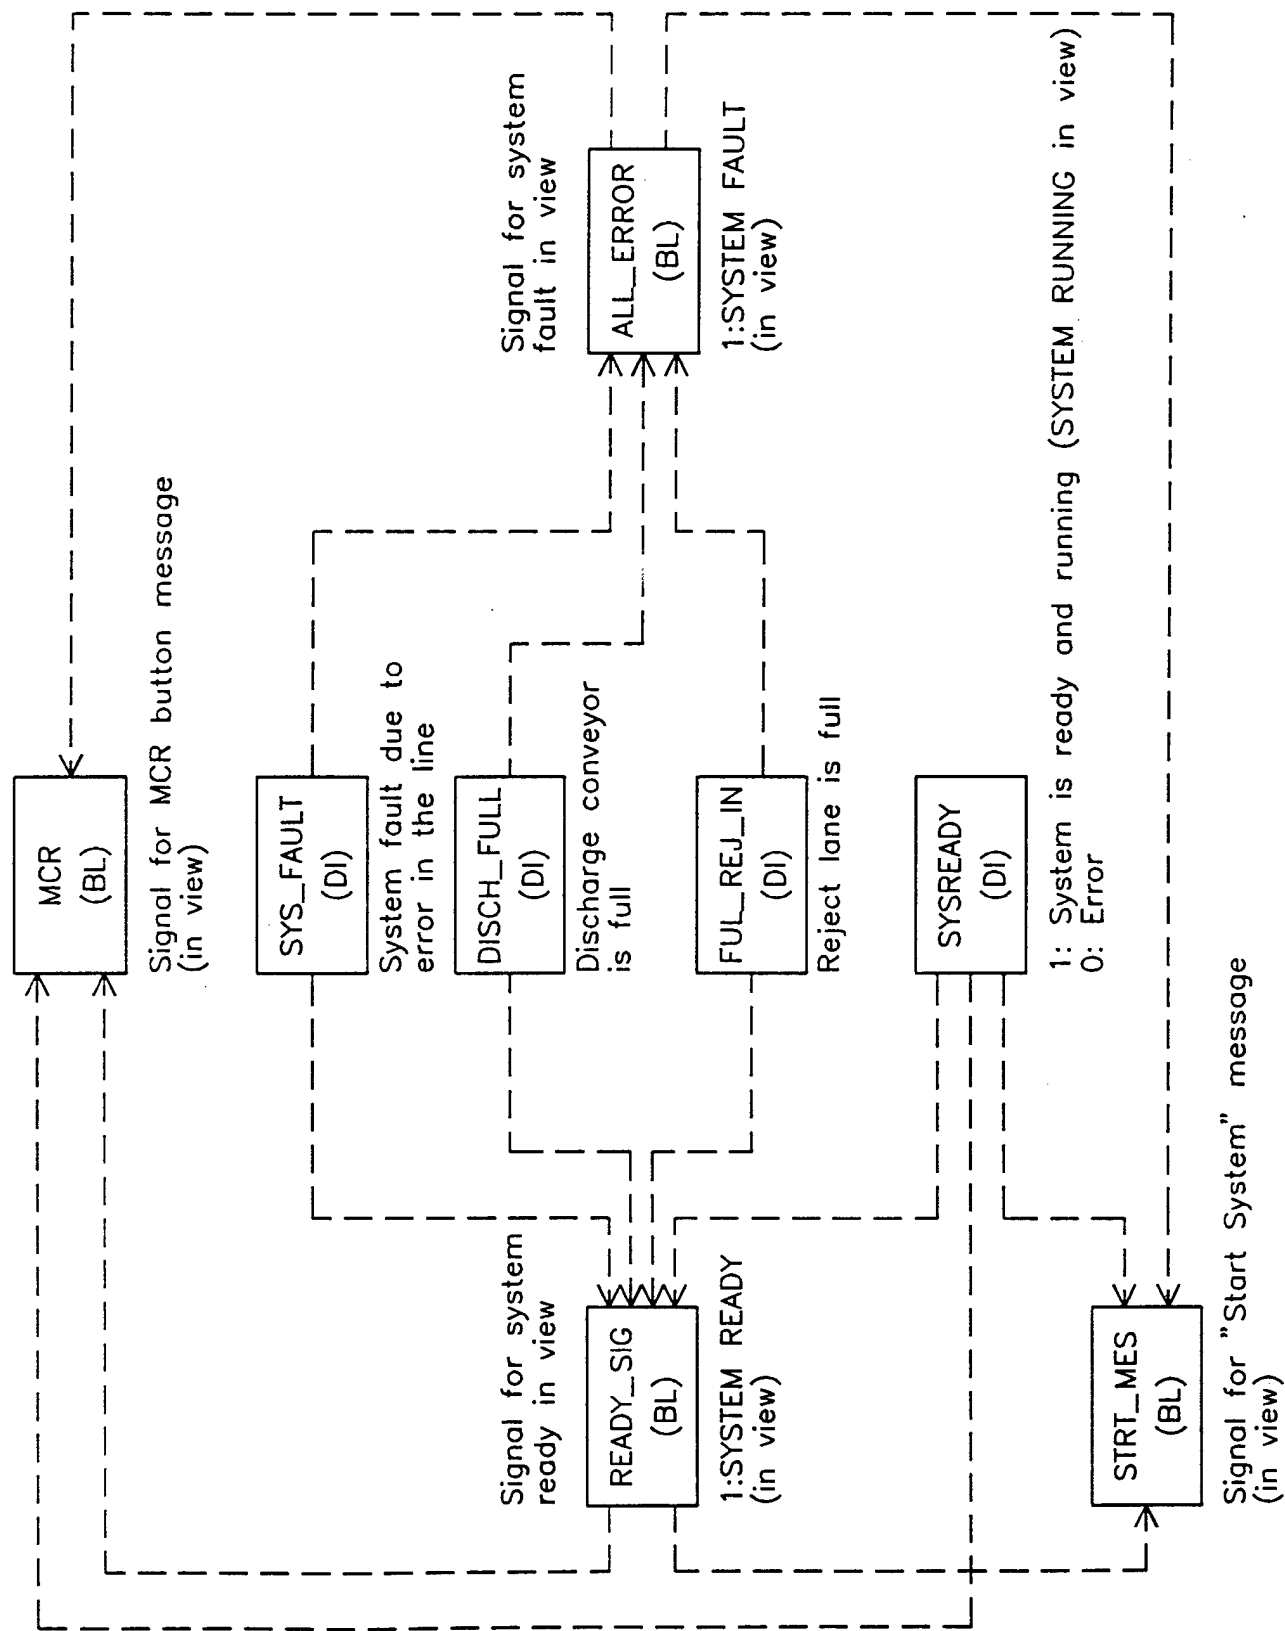 MCR
(BL)
Signal for MCR button message
(in view)
SYS_FAULT
(DI)
System fault due to
error in the line
DISCH_FULL
(DI)
Discharge conveyor
is full
Signal for system
ready in view
READY_SIG
(BL)
1:SYSTEM READY
(in view)
Signal for system
fault in view
ALL_ERROR
(BL)
1:SYSTEM FAULT
(in view)
FUL_REJ_IN
(DI)
Reject lane is full
SYSREADY
(DI)
1: System is ready and running (SYSTEM RUNNING in view)
0: Error
STRT_MES
(BL)
Signal for "Start System" message
(in view)